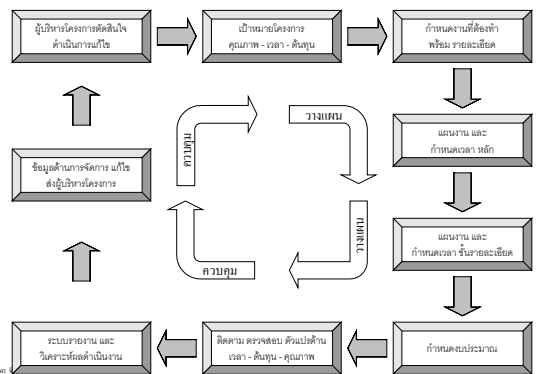 ผู้บริหารโครงการตัดสินใจ
ดำเนินการแก้ไข
เป้าหมายโครงการ
คุณภาพ - เวลา - ต้นทุน
กำหนดงานที่ต้องทำ
พร้อม รายละเอียด
ควบคุม
วางแผน
แผนงาน และ
กำหนดเวลา หลัก
ข้อมูลด้านการจัดการ แก้ไข
ส่งผู้บริหารโครงการ
ควบคุม
วางแผน
แผนงาน และ
กำหนดเวลา ขั้นรายละเอียด
ระบบรายงาน และ
วิเคราะห์ผลดำเนินงาน
ติดตาม ตรวจสอบ ตัวแปรด้าน
เวลา - ต้นทุน - คุณภาพ
กำหนดงบประมาณ